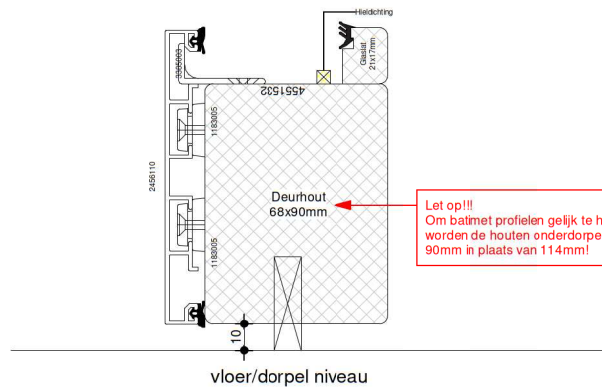 Hieldichting
Glaslat
21x17mm
3305003
4551532
1183005
2456110
Deurhout
68x90mm
1183005
Let op!!!
Om batimet profielen gelijk te h
worden de houten onderdorpe
90mm in plaats van 114mm!
10
vloer/dorpel niveau